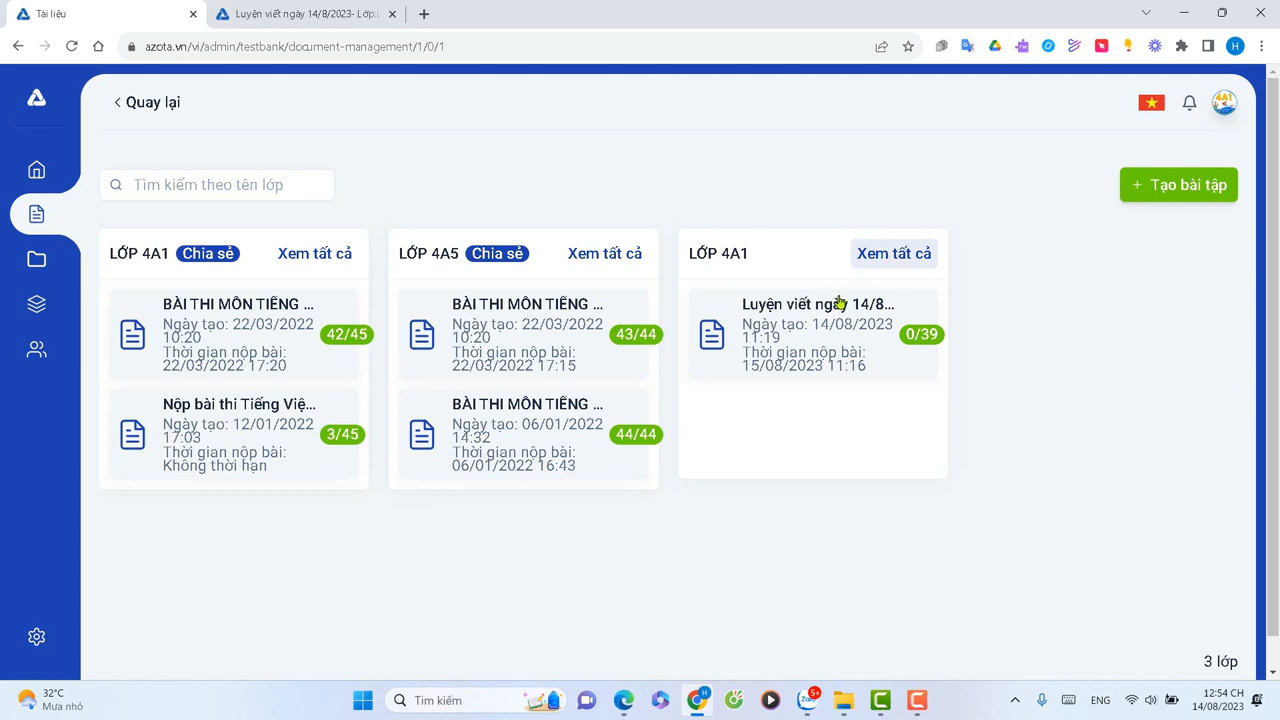 Tài liệu
Luyện viết ngày 14/8/2023- Lớp:
azota.vn/vi/admin/testbank/document-management/1/0/1
H
Quay lại
4A1
Tìm kiếm theo tên lớp
+ Tạo bài tập
LỚP 4A1 Chia sẻ Xem tất cả
BÀI THI MÔN TIẾNG ...
Ngày tạo: 22/03/2022
10:20
Thời gian nộp bài:
22/03/2022 17:20
42/45
Nộp bài thi Tiếng Việ...
Ngày tạo: 12/01/2022
17:03
Thời gian nộp bài:
Không thời hạn
3/45
LỚP 4A5 Chia sẻ Xem tất cả
BÀI THI MÔN TIẾNG ...
Ngày tạo: 22/03/2022
10:20
Thời gian nộp bài:
22/03/2022 17:15
43/44
BÀI THI MÔN TIẾNG ...
Ngày tạo: 06/01/2022
14:32
Thời gian nộp bài:
06/01/2022 16:43
44/44
LỚP 4A1 Xem tất cả
Luyện viết ngày 14/8...
Ngày tạo: 14/08/2023
11:19
Thời gian nộp bài:
15/08/2023 11:16
0/39
3 lớp
32°C
Mưa nhỏ
Tìm kiếm
H
Zalo
5+
ENG
12:54 CH
14/08/2023